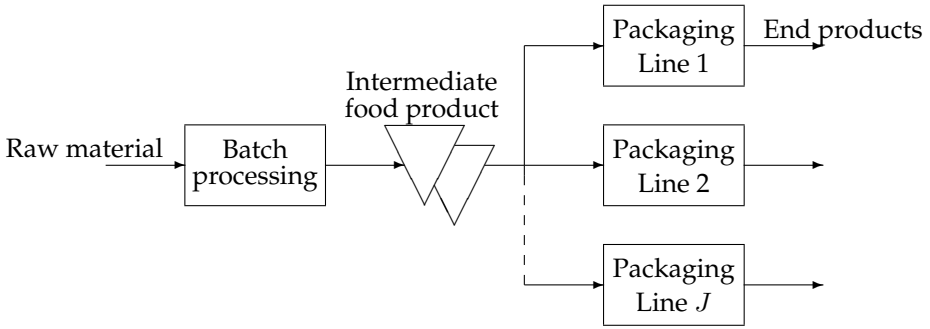 Raw material
Batch
processing
Intermediate
food product
Packaging
Line 1
End products
Packaging
Line 2
Packaging
Line J